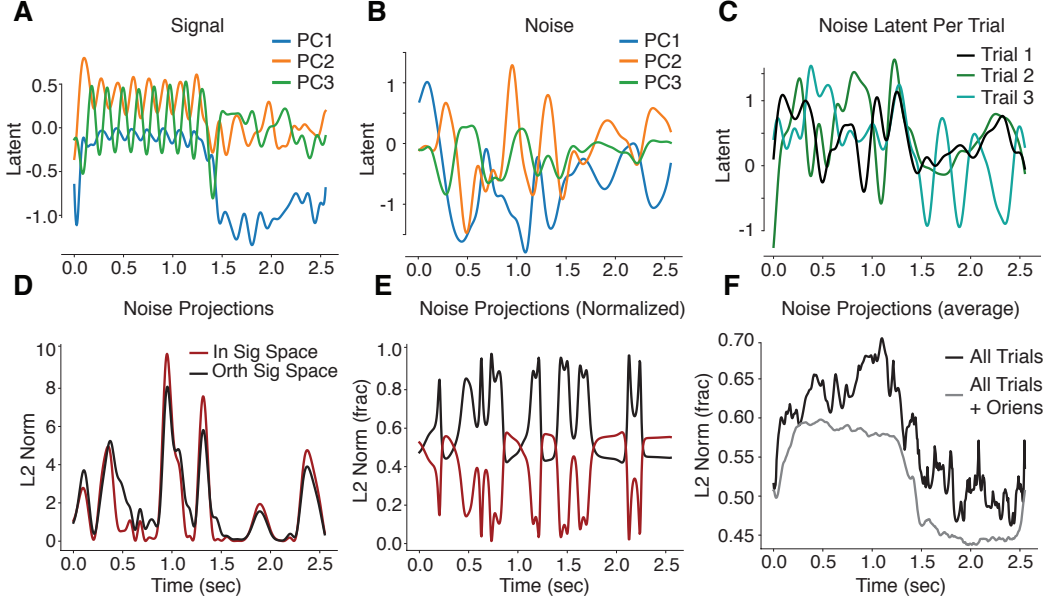 A
Signal
PC1
PC2
PC3
Latent
0.5
0.0
-0.5
-1.0
0.0 0.5 1.0 1.5 2.0 2.5
B
Noise
PC1
PC2
PC3
Latent
1
0
-1
0.0 0.5 1.0 1.5 2.0 2.5
C
Noise Latent Per Trial
Trial 1
Trial 2
Trail 3
Latent
1
0
-1
0.0 0.5 1.0 1.5 2.0 2.5
D
Noise Projections
In Sig Space
Orth Sig Space
L2 Norm
10
8
6
4
2
0
0.0 0.5 1.0 1.5 2.0 2.5
Time (sec)
E
Noise Projections (Normalized)
L2 Norm (frac)
1.0
0.8
0.6
0.4
0.2
0.0
0.0 0.5 1.0 1.5 2.0 2.5
Time (sec)
F
Noise Projections (average)
All Trials
All Trials
+ Oriens
L2 Norm (frac)
0.70
0.65
0.60
0.55
0.50
0.45
0.0 0.5 1.0 1.5 2.0 2.5
Time (sec)